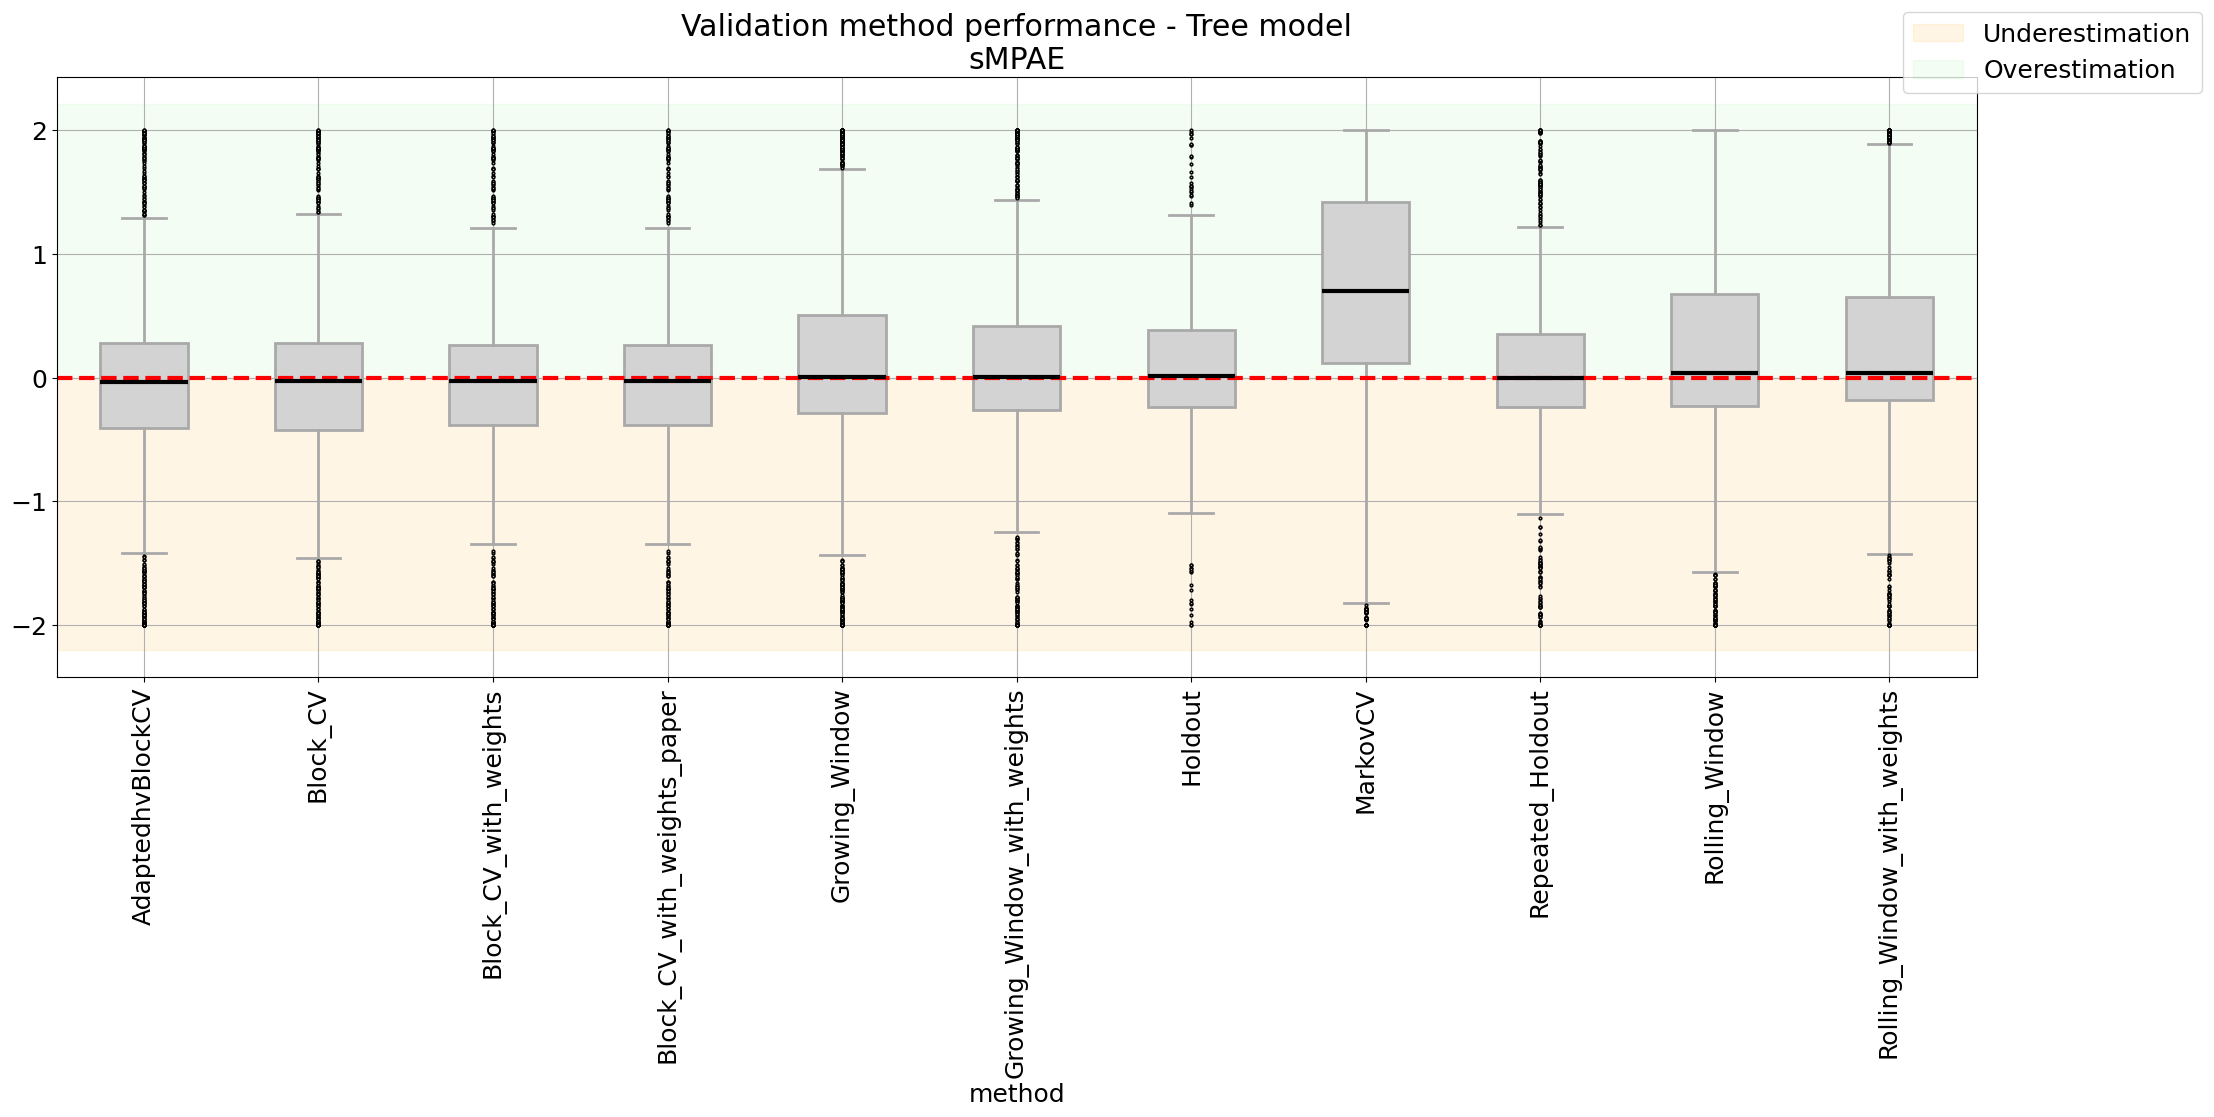 Validation method performance - Tree model
sMPAE
Underestimation
Overestimation
2
1
0
−1
−2
AdaptedhvBlockCV
Block_CV
Block_CV_with_weights
Block_CV_with_weights_paper
Growing_Window
Growing_Window_with_weights
Holdout
MarkovCV
Repeated_Holdout
Rolling_Window
Rolling_Window_with_weights
method